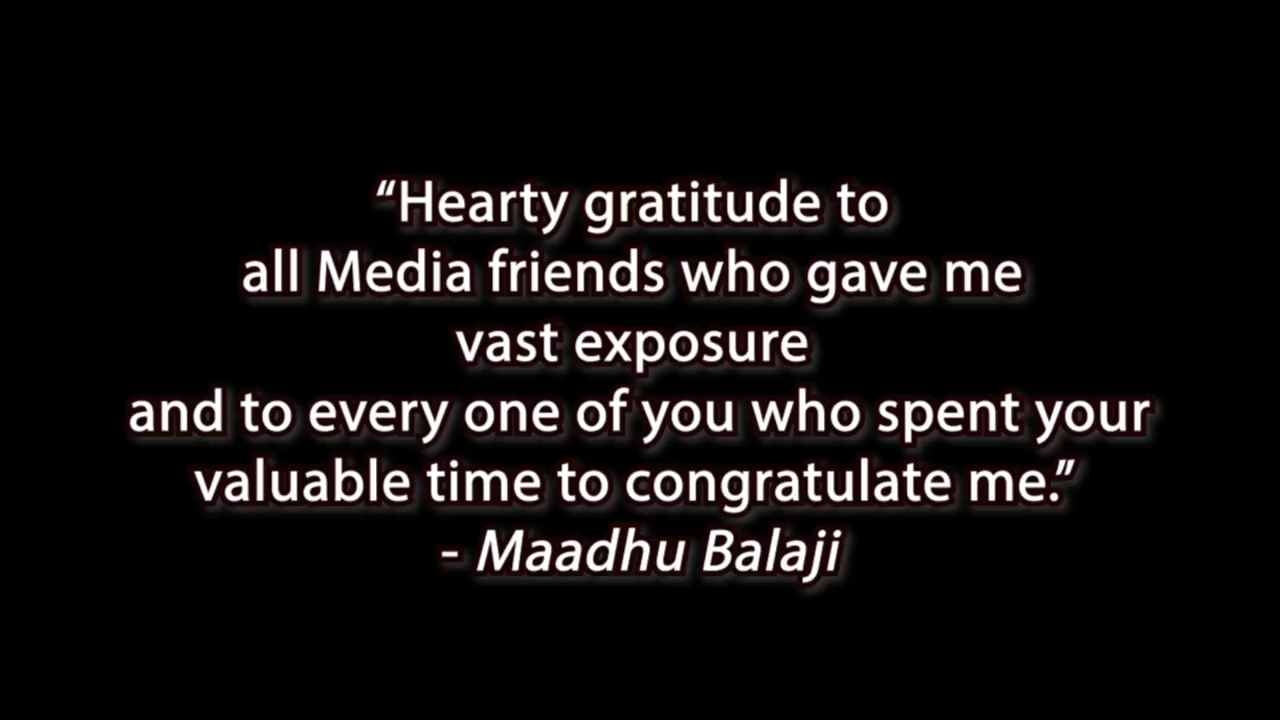 “Hearty gratitude to
all Media friends who gave me
vast exposure
and to every one of you who spent your
valuable time to congratulate me.”
- Maadhu Balaji